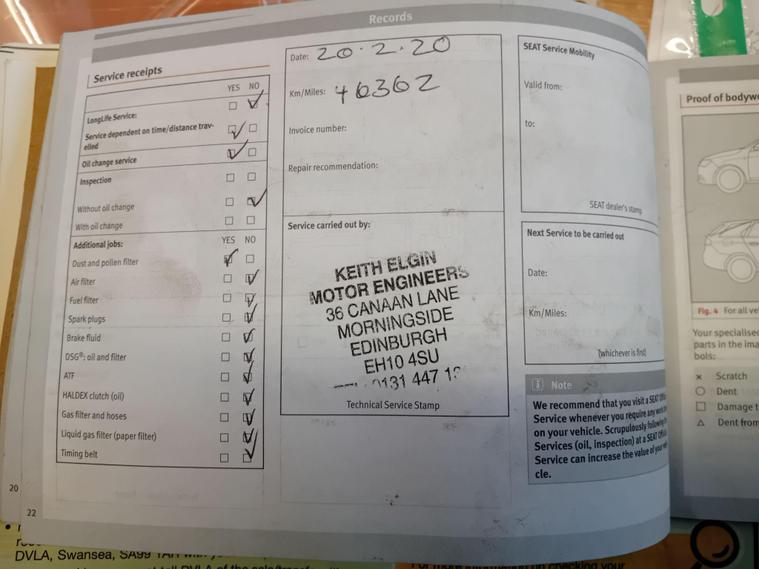 Records
Service receipts
YES NO
LongLife Service:
Service dependent on time/distance trav-
elled
Oil change service
Inspection
Without oil change
With oil change
Additional jobs: YES NO
Dust and pollen filter
Air filter
Fuel filter
Spark plugs
Brake fluid
DSG®: oil and filter
ATF
HALDEX clutch (oil)
Gas filter and hoses
Liquid gas filter (paper filter)
Timing belt
Date: 20.2.20
Km/Miles: 46362
Invoice number:
Repair recommendation:
Service carried out by:
KEITH ELGIN
MOTOR ENGINEERS
36 CANAAN LANE
MORNINGSIDE
EDINBURGH
EH10 4SU
0131 447
Technical Service Stamp
SEAT Service Mobility
Valid from:
to:
SEAT dealer's stamp
Next Service to be carried out
Date:
Km/Miles:
(whichever is first)
i Note
We recommend that you visit a SEAT
Service whenever you require any
on your vehicle. Scrupulously following
Services (oil, inspection) at a SEAT
Service can increase the value of your
cle.
20
22
Proof of
Fig. 4 For all
Your
parts in the
bols:
× Scratch
Dent
Damage
Dent from
DVLA, Swansea, SA99